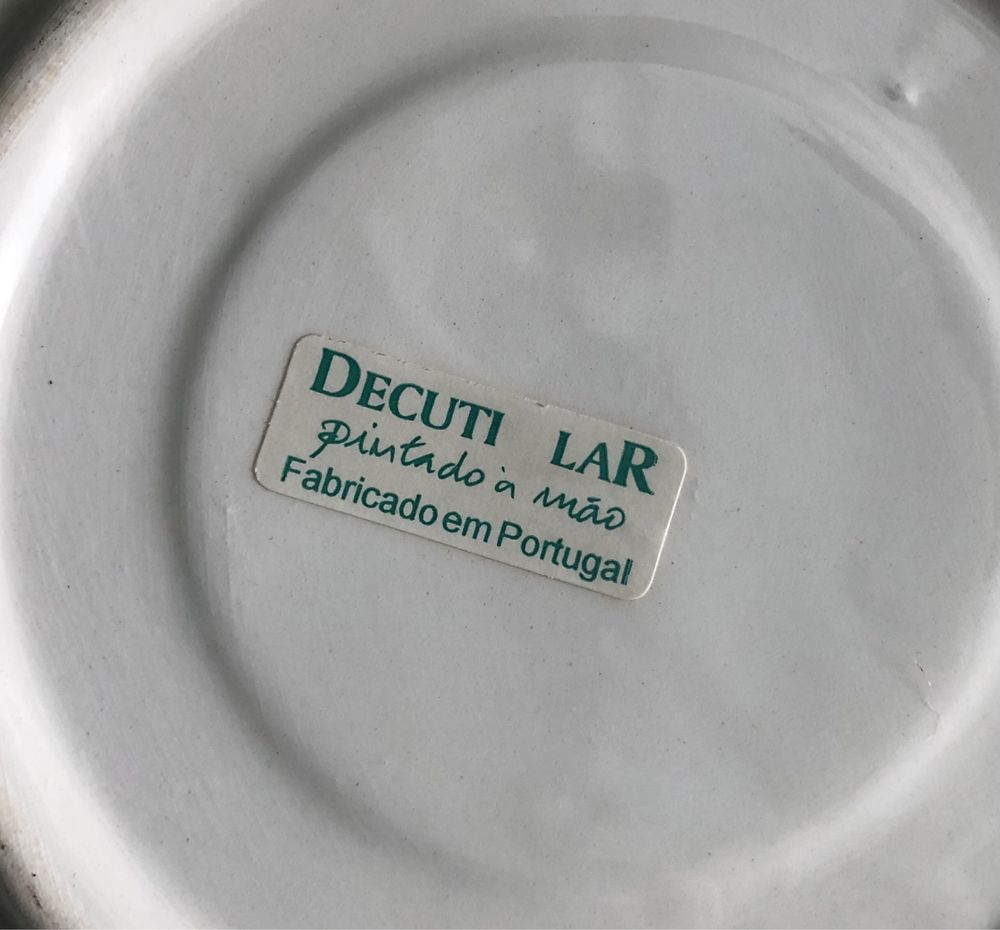 DECUTI LAR
pintado à mão
Fabricado em Portugal